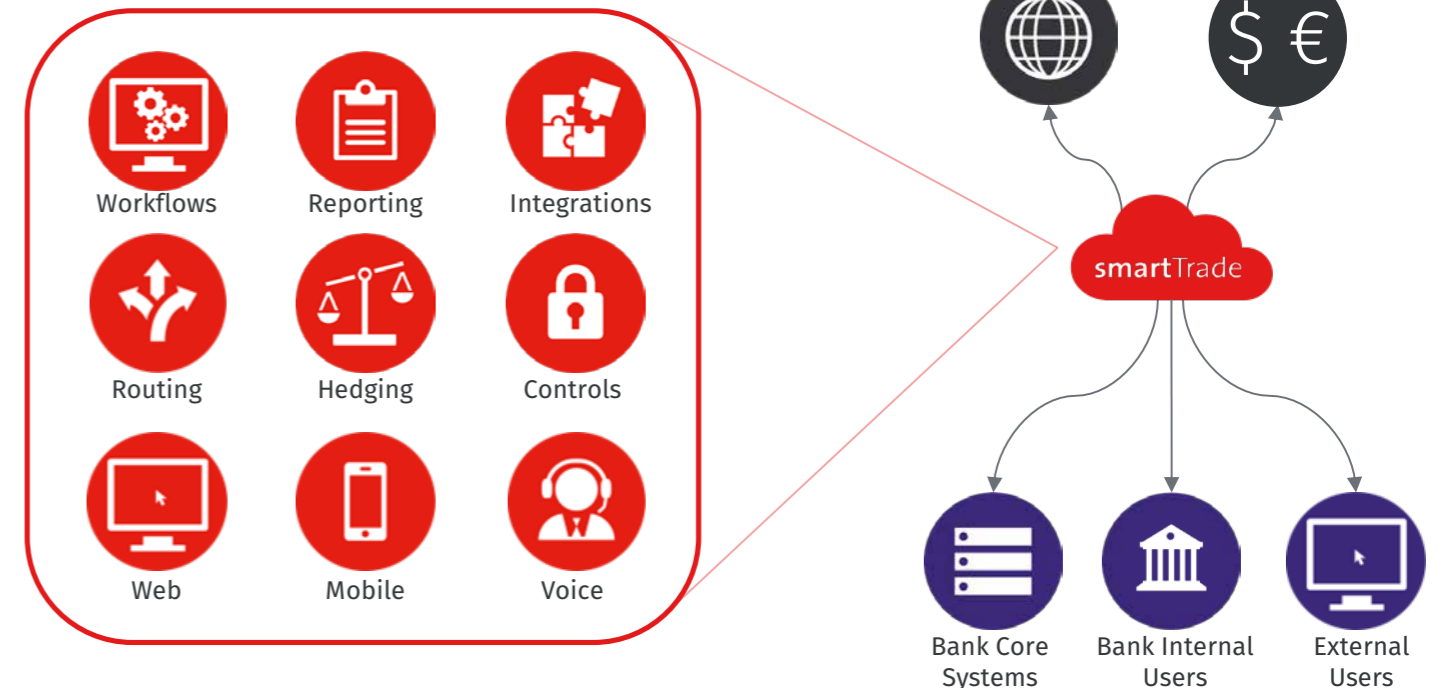 $ €
Workflows
Reporting
Integrations
smartTrade
Routing
Hedging
Controls
Web
Mobile
Voice
Bank Core
Systems
Bank Internal
Users
External
Users